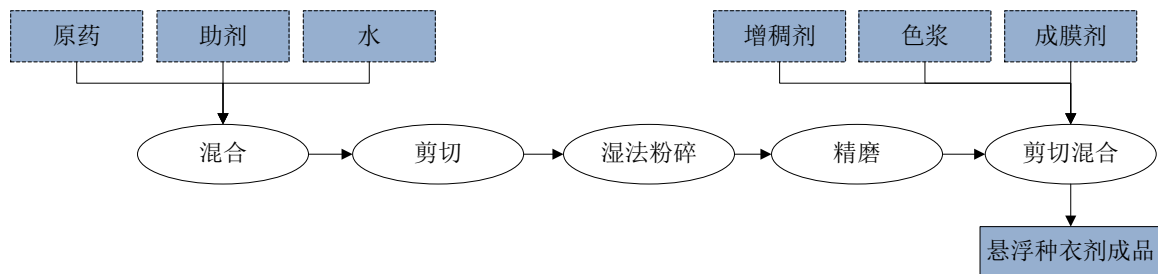 原药
助剂
水
增稠剂
色浆
成膜剂
混合
剪切
湿法粉碎
精磨
剪切混合
悬浮种衣剂成品